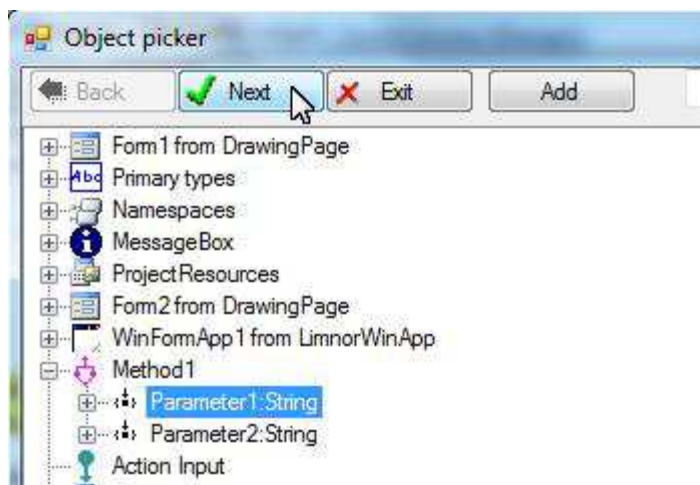 Object picker
Back Next Exit Add
Form1 from DrawingPage
Abc Primary types
Namespaces
MessageBox
ProjectResources
Form2 from DrawingPage
WinFormApp1 from LimnorWinApp
Method1
Parameter1:String
Parameter2:String
Action Input